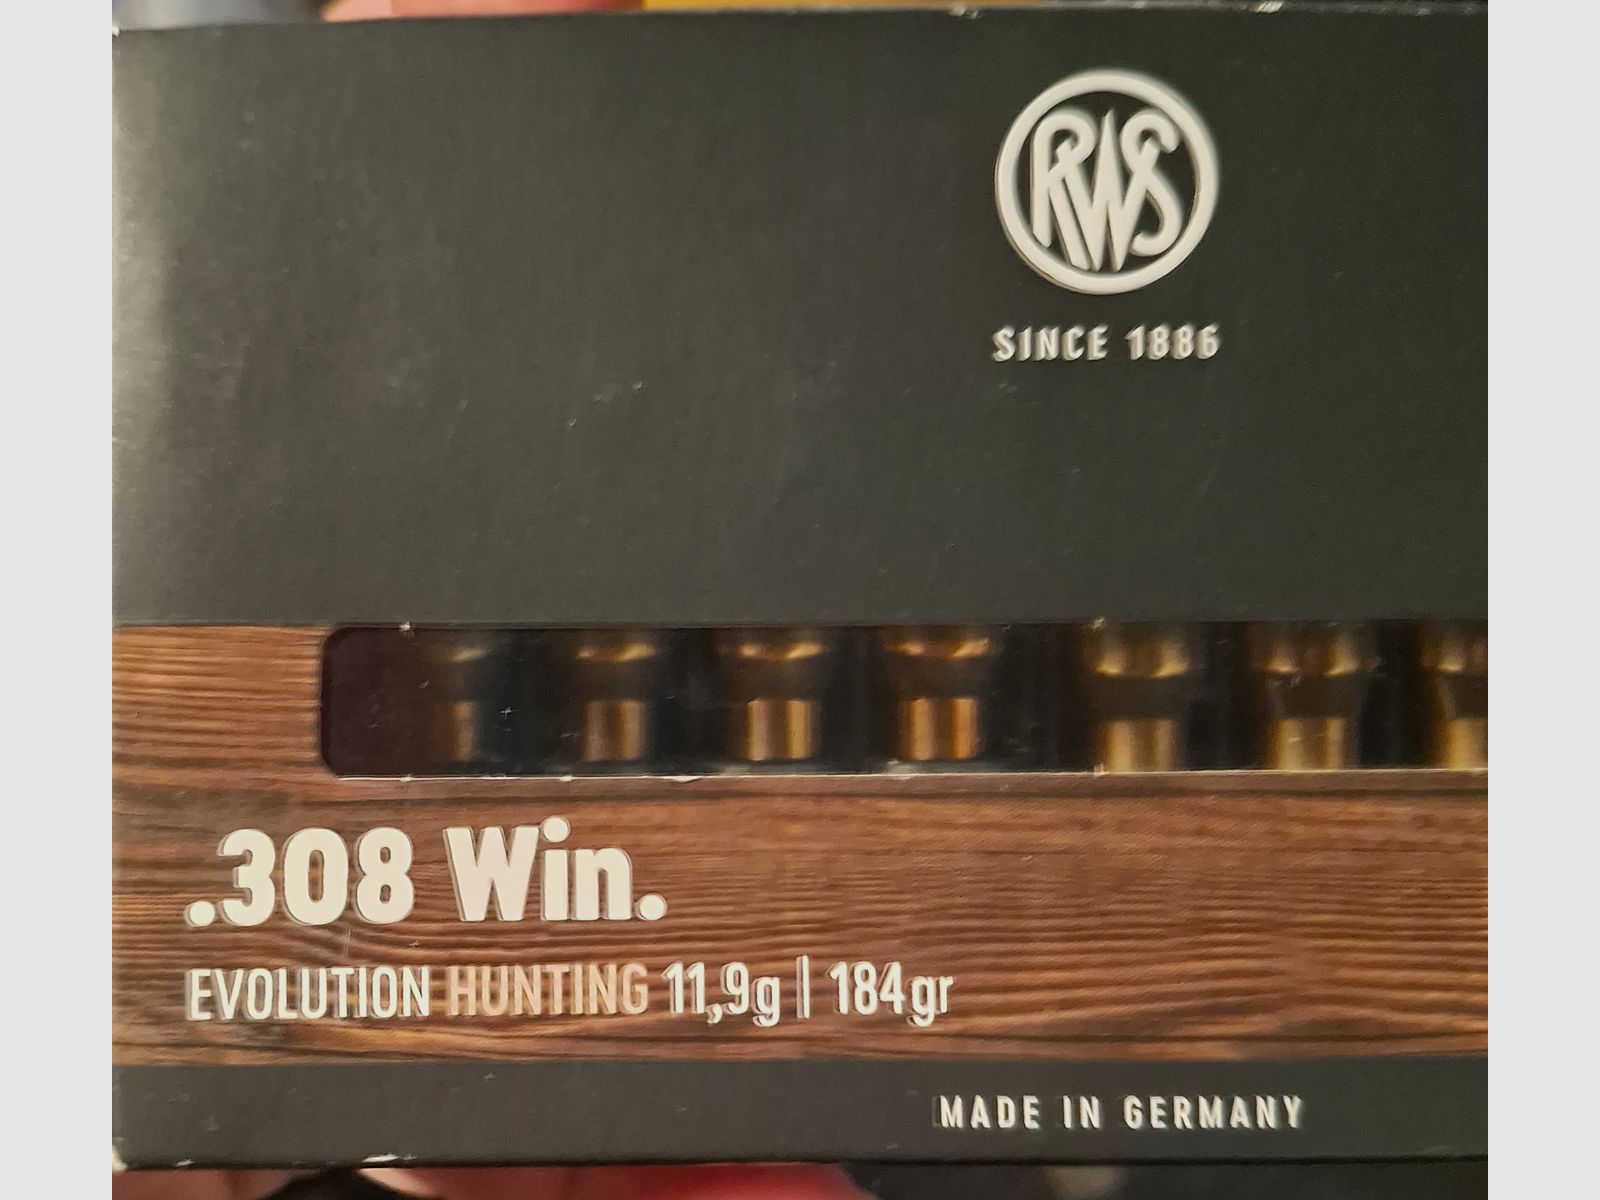 RWS
SINCE 1886
.308 Win.
EVOLUTION HUNTING 11,9g | 184gr
MADE IN GERMANY